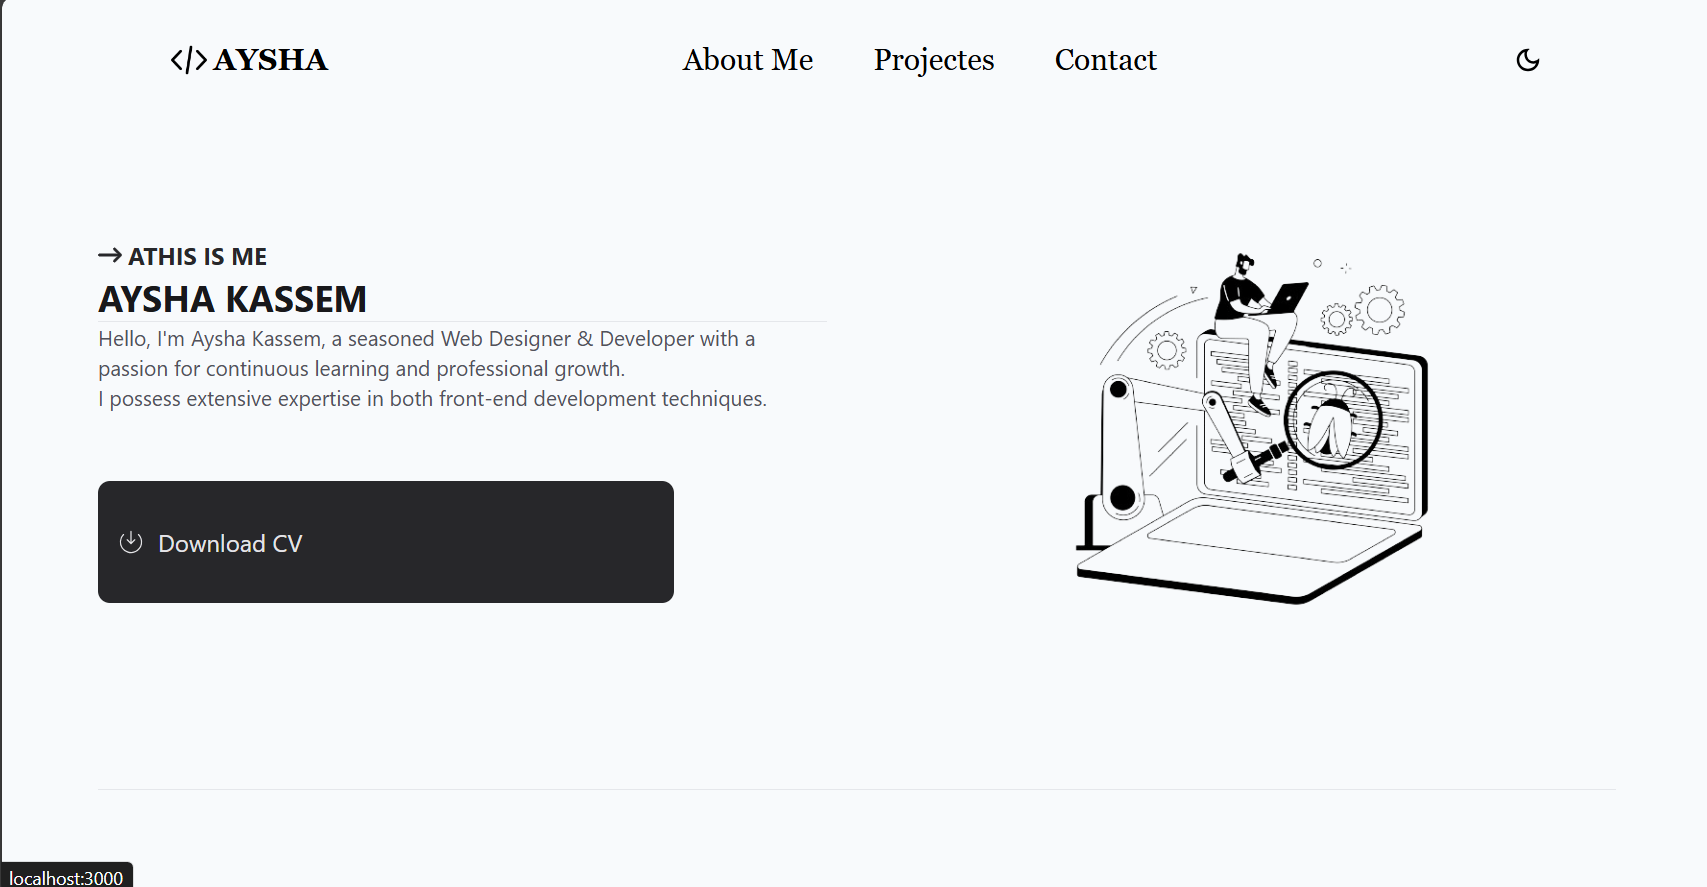 </> AYSHA
About Me
Projectes
Contact
→ ATHIS IS ME
AYSHA KASSEM
Hello, I'm Aysha Kassem, a seasoned Web Designer & Developer with a
passion for continuous learning and professional growth.
I possess extensive expertise in both front-end development techniques.
Download CV
localhost:3000